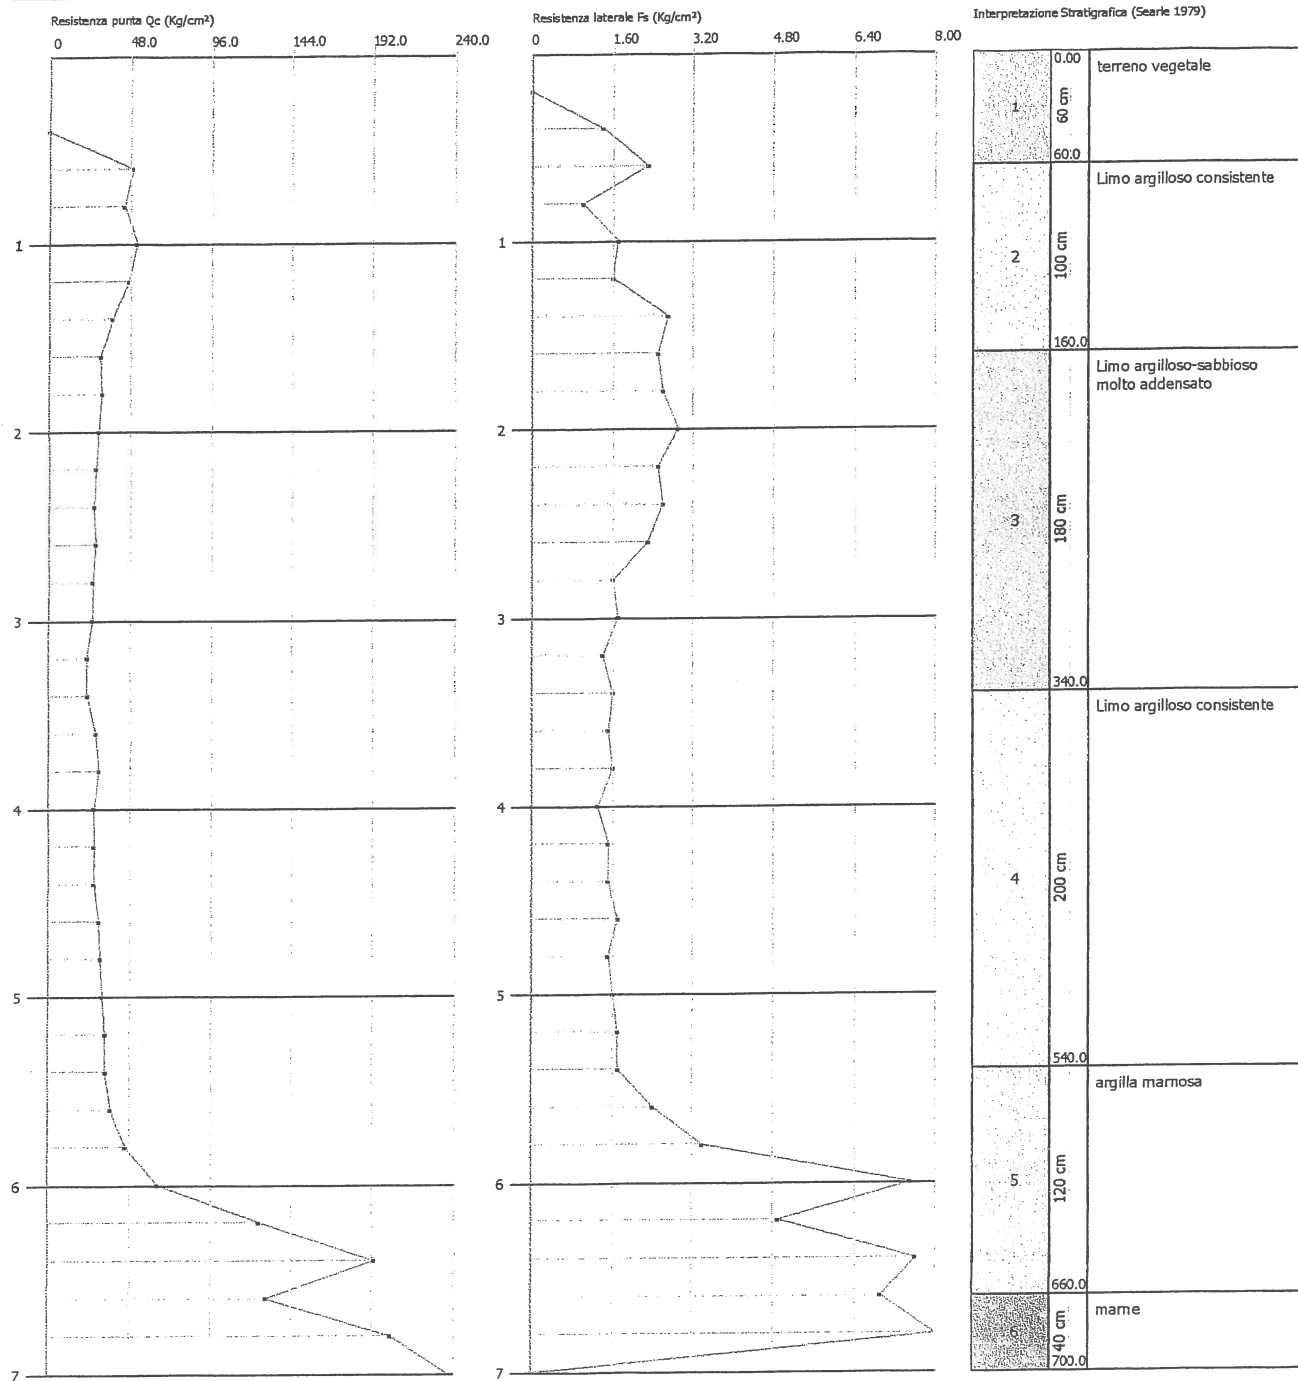 Resistenza punta Qc (Kg/cm²)
0 48.0 96.0 144.0 192.0 240.0
1
2
3
4
5
6
7
Resistenza laterale Fs (Kg/cm²)
0 1.60 3.20 4.80 6.40 8.00
1
2
3
4
5
6
7
Interpretazione Stratigrafica (Searle 1979)
0.00
1
60 cm
terreno vegetale
60.0
2
100 cm
Limo argilloso consistente
160.0
3
180 cm
Limo argilloso-sabbioso
molto addensato
340.0
4
200 cm
Limo argilloso consistente
540.0
5
120 cm
argilla marnosa
660.0
6
40 cm
marne
700.0